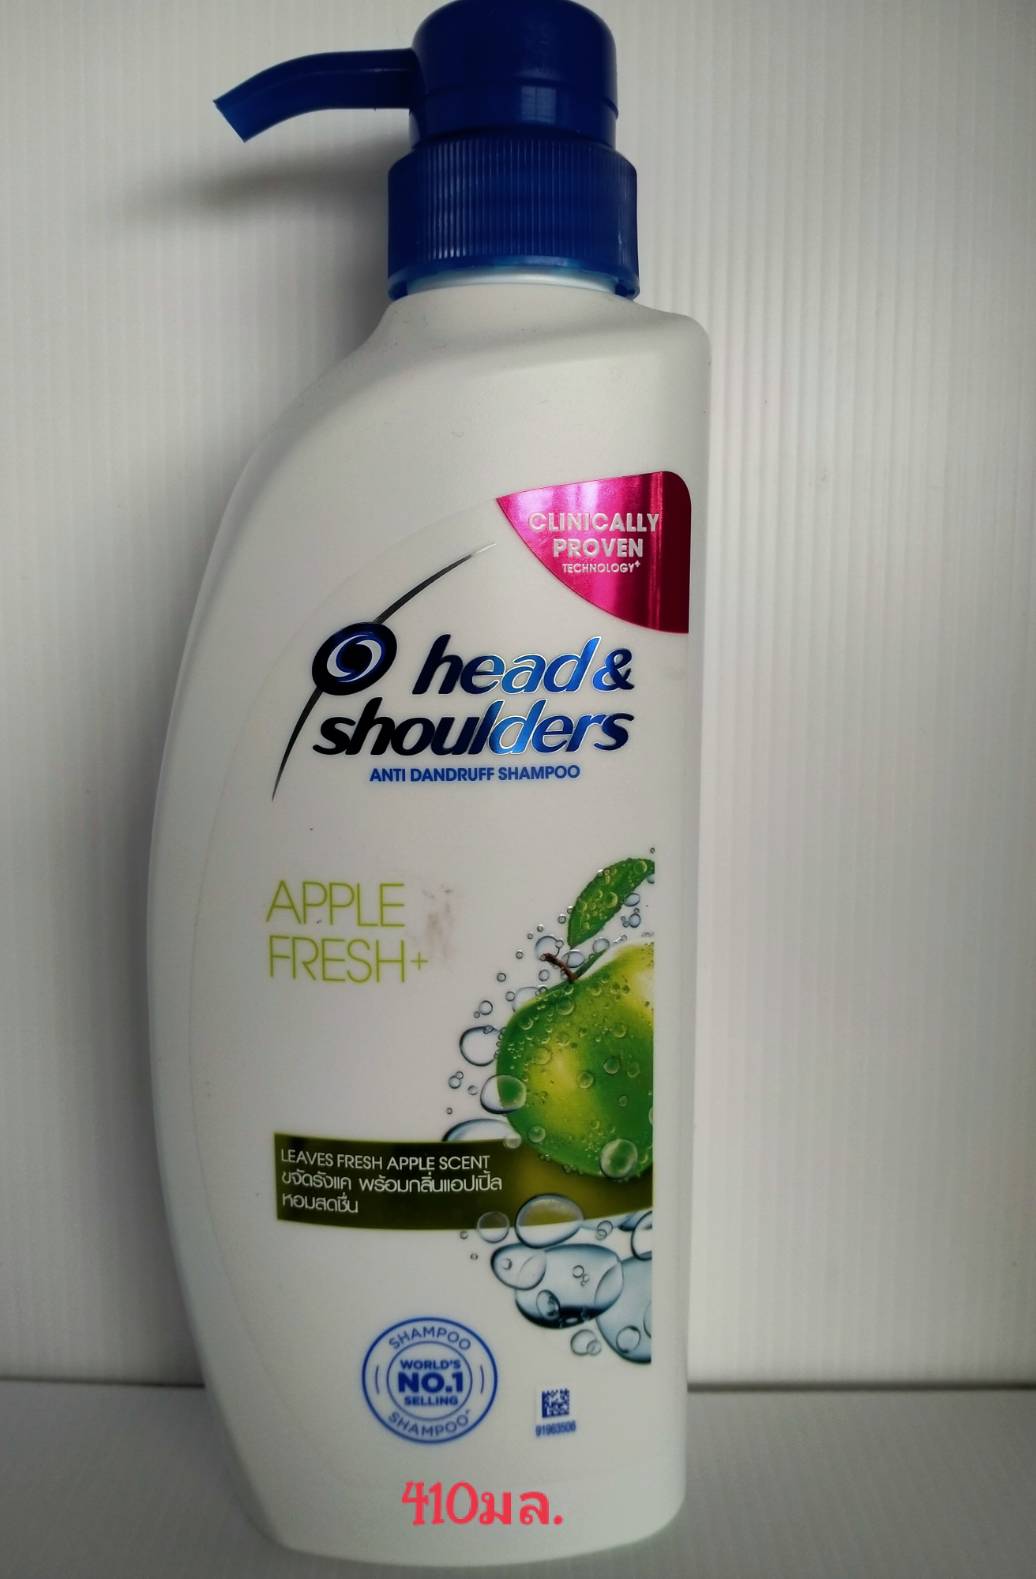 CLINICALLY
PROVEN
TECHNOLOGY+
head &
shoulders
ANTI DANDRUFF SHAMPOO
APPLE
FRESH+
LEAVES FRESH APPLE SCENT
ขจัดรังแค พร้อมกลิ่นแอปเปิ้ล
หอมสดชื่น
SHAMPOO
WORLD'S
NO.1
SELLING
SHAMPOO^
91963506
410มล.